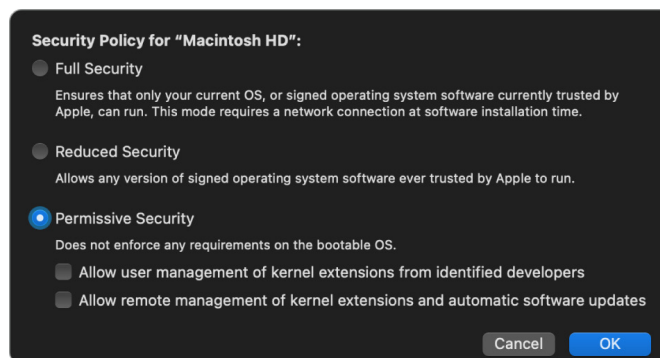 Security Policy for “Macintosh HD”:
Full Security
Ensures that only your current OS, or signed operating system software currently trusted by
Apple, can run. This mode requires a network connection at software installation time.
Reduced Security
Allows any version of signed operating system software ever trusted by Apple to run.
Permissive Security
Does not enforce any requirements on the bootable OS.
Allow user management of kernel extensions from identified developers
Allow remote management of kernel extensions and automatic software updates
Cancel
OK